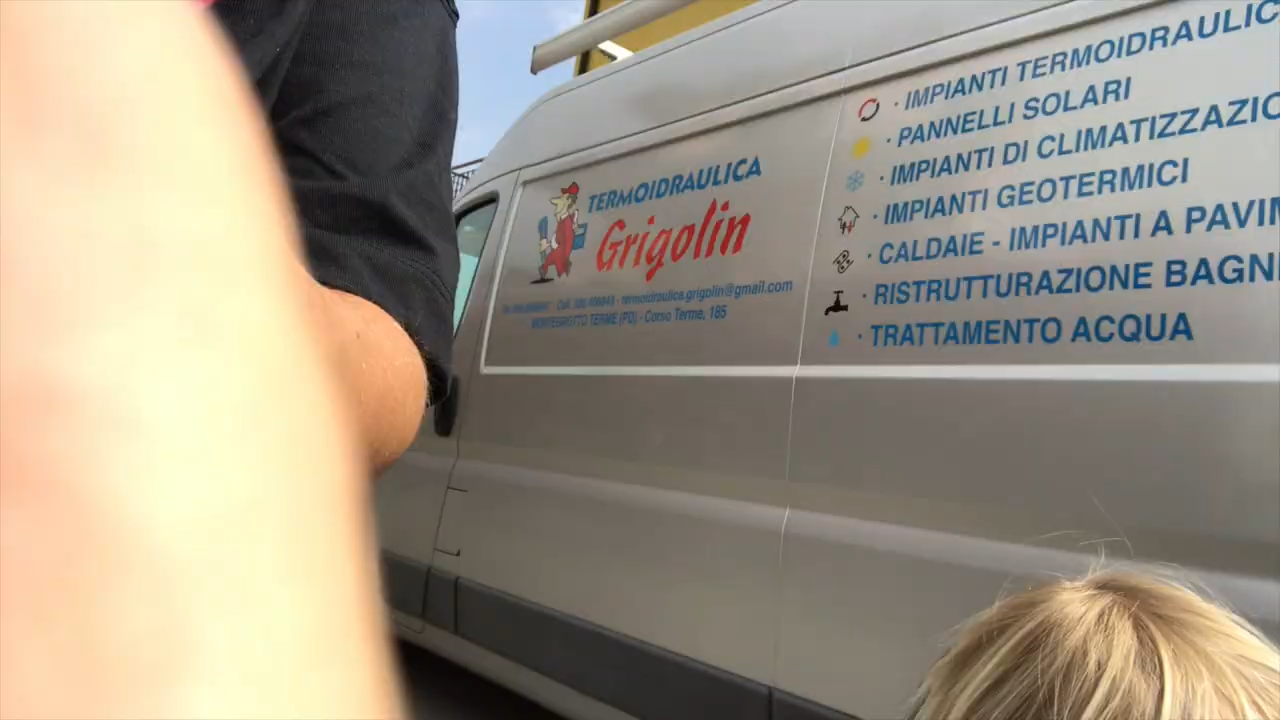 TERMOIDRAULICA
Grigolin
Cell. - termoidraulica.grigolin@gmail.com
MONTEGROTTO TERME (PD) - Corso Terme, 185
· IMPIANTI TERMOIDRAULIC
· PANNELLI SOLARI
· IMPIANTI DI CLIMATIZZAZIO
· IMPIANTI GEOTERMICI
· CALDAIE - IMPIANTI A PAVIM
· RISTRUTTURAZIONE BAGNI
· TRATTAMENTO ACQUA